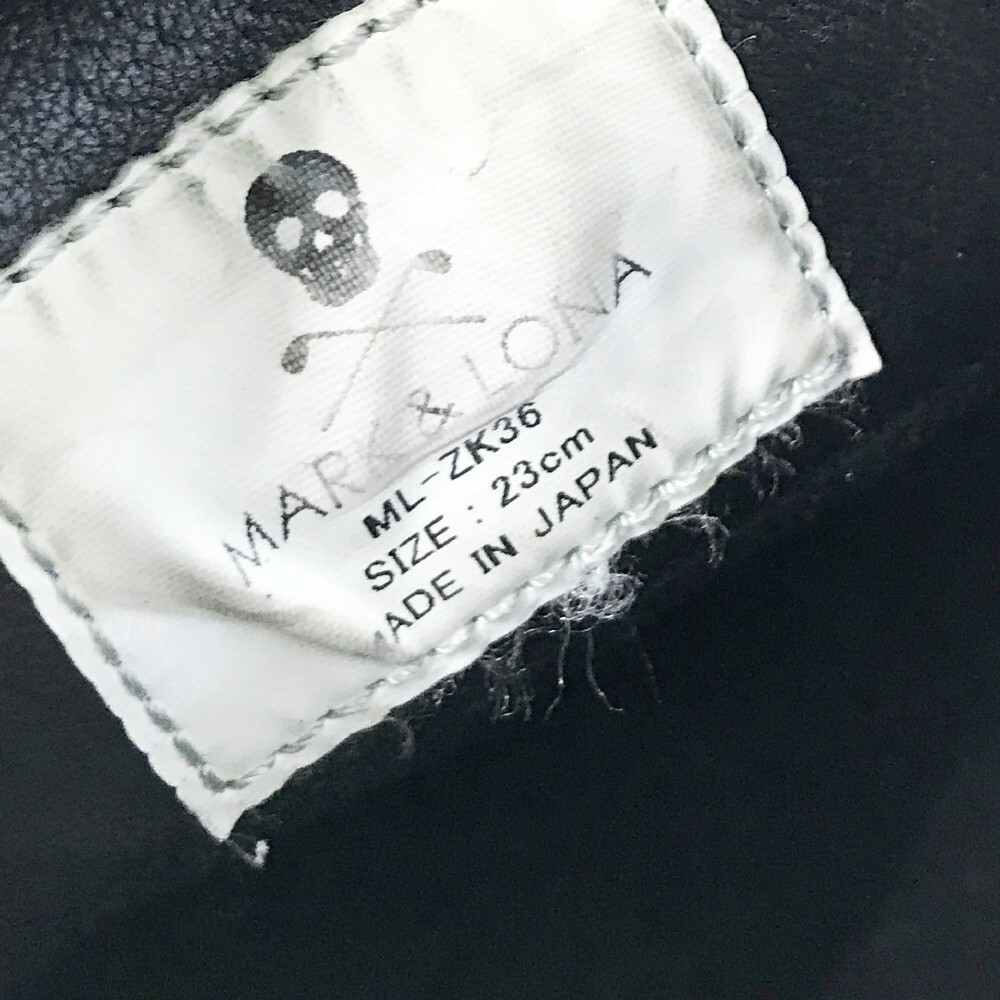 MARK & LONA
ML-ZK36
SIZE : 23cm
MADE IN JAPAN